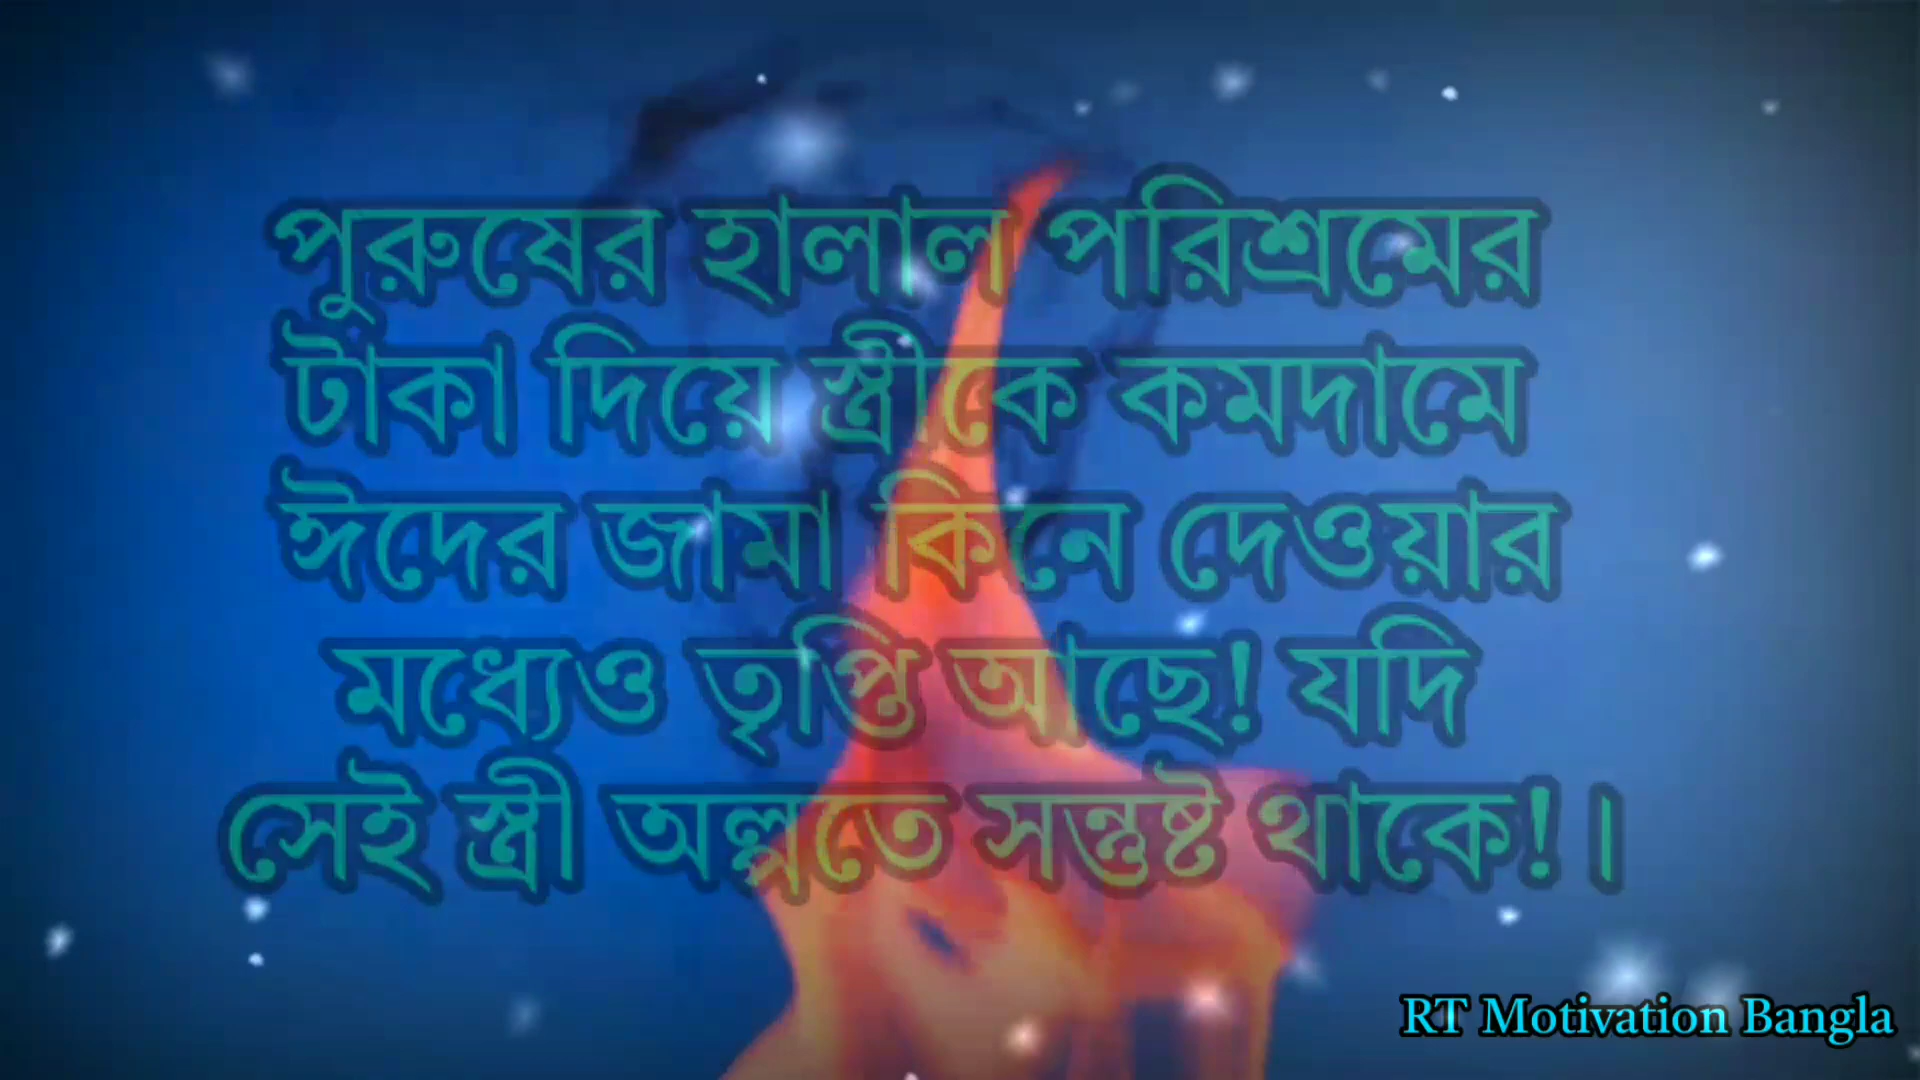 পুরুষের হালাল পরিশ্রমের
টাকা দিয়ে স্ত্রীকে কমদামে
ঈদের জামা কিনে দেওয়ার
মধ্যেও তৃপ্তি আছে! যদি
সেই স্ত্রী অল্পতে সন্তুষ্ট থাকে!।
RT Motivation Bangla